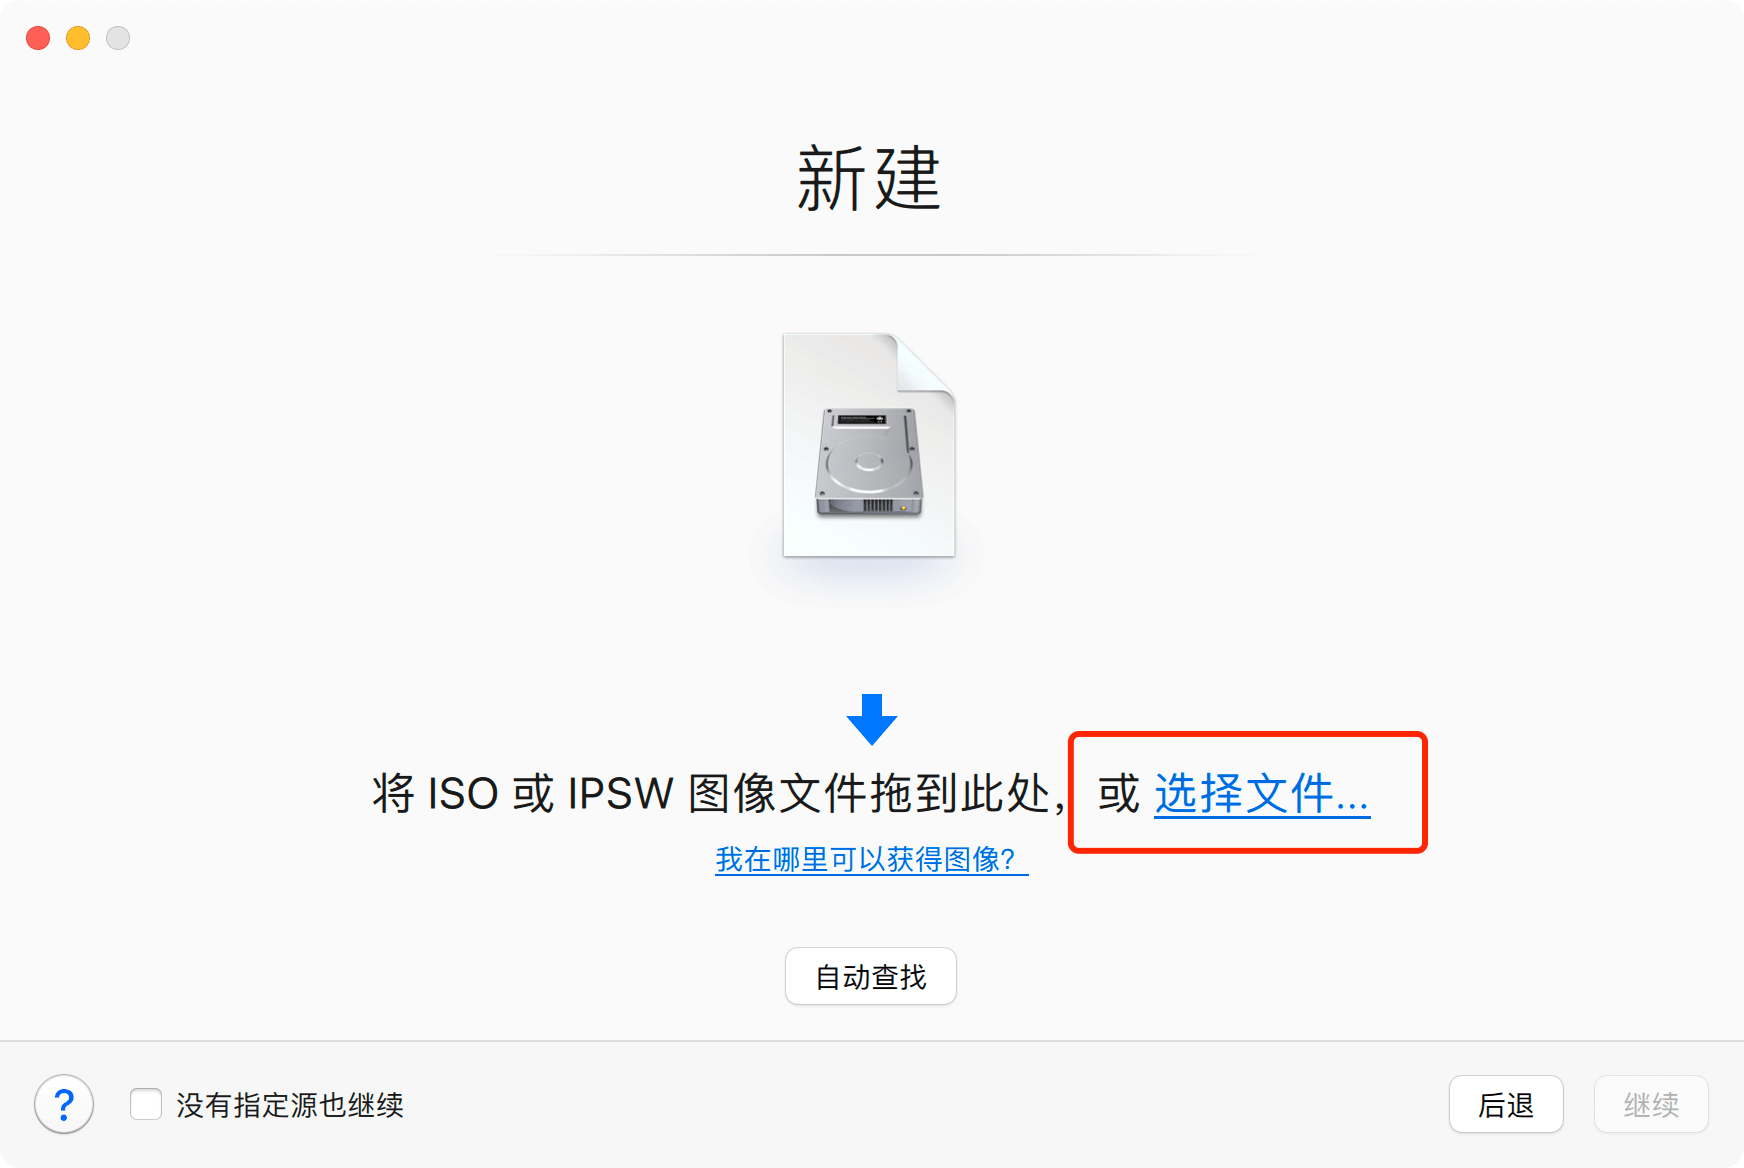 新建
将 ISO 或 IPSW 图像文件拖到此处，或 选择文件...
我在哪里可以获得图像？
自动查找
? 没有指定源也继续 后退 继续